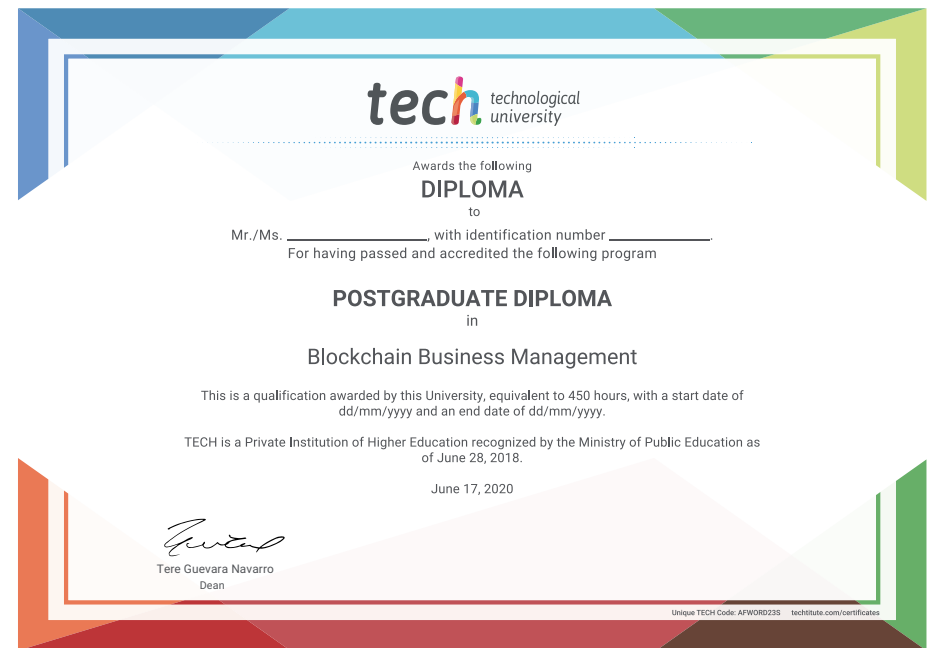 tech technological
university
Awards the following
DIPLOMA
to
Mr./Ms. ____________, with identification number ____________.
For having passed and accredited the following program
POSTGRADUATE DIPLOMA
in
Blockchain Business Management
This is a qualification awarded by this University, equivalent to 450 hours, with a start date of
dd/mm/yyyy and an end date of dd/mm/yyyy.
TECH is a Private Institution of Higher Education recognized by the Ministry of Public Education as
of June 28, 2018.
June 17, 2020
Tere Guevara Navarro
Dean
Unique TECH Code: AFWORD23S techtitute.com/certificates